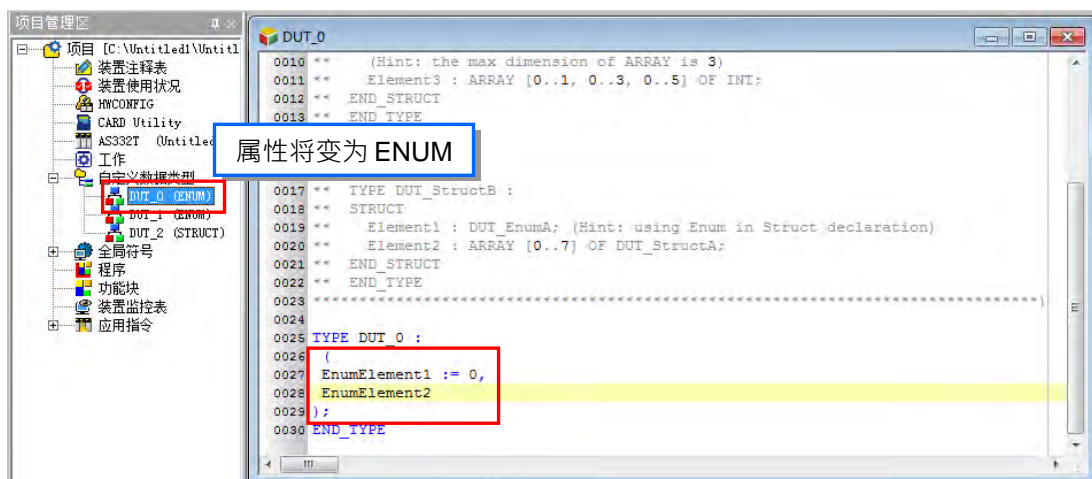 项目管理区
项目 [C:\Untitled1\Untitl
装置注释表
装置使用状况
HWCONFIG
CARD Utility
AS332T (Untitled
工作
自定义数据类型
DUT_0 (ENUM)
DUT_1 (ENUM)
DUT_2 (STRUCT)
全局符号
程序
功能块
装置监控表
应用指令
属性将变为 ENUM
DUT_0
0010 ** (Hint: the max dimension of ARRAY is 3)
0011 ** Element3 : ARRAY [0..1, 0..3, 0..5] OF INT;
0012 ** END_STRUCT
0013 ** END_TYPE
0017 ** TYPE DUT_StructB :
0018 ** STRUCT
0019 ** Element1 : DUT_EnumA; (Hint: using Enum in Struct declaration)
0020 ** Element2 : ARRAY [0..7] OF DUT_StructA;
0021 ** END_STRUCT
0022 ** END_TYPE
0023 *******************************************************************************)
0024
0025 TYPE DUT_0 :
0026 (
0027 EnumElement1 := 0,
0028 EnumElement2
0029 );
0030 END_TYPE